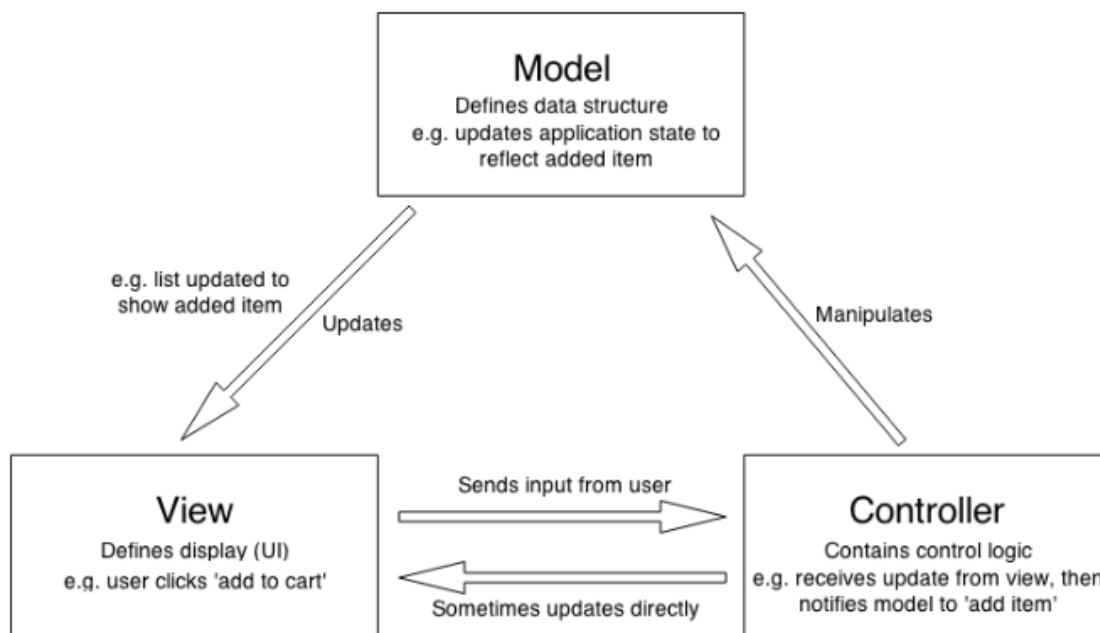 Model
Defines data structure
e.g. updates application state to
reflect added item
e.g. list updated to
show added item
Updates
Manipulates
View
Defines display (UI)
e.g. user clicks 'add to cart'
Sends input from user
Sometimes updates directly
Controller
Contains control logic
e.g. receives update from view, then
notifies model to 'add item'